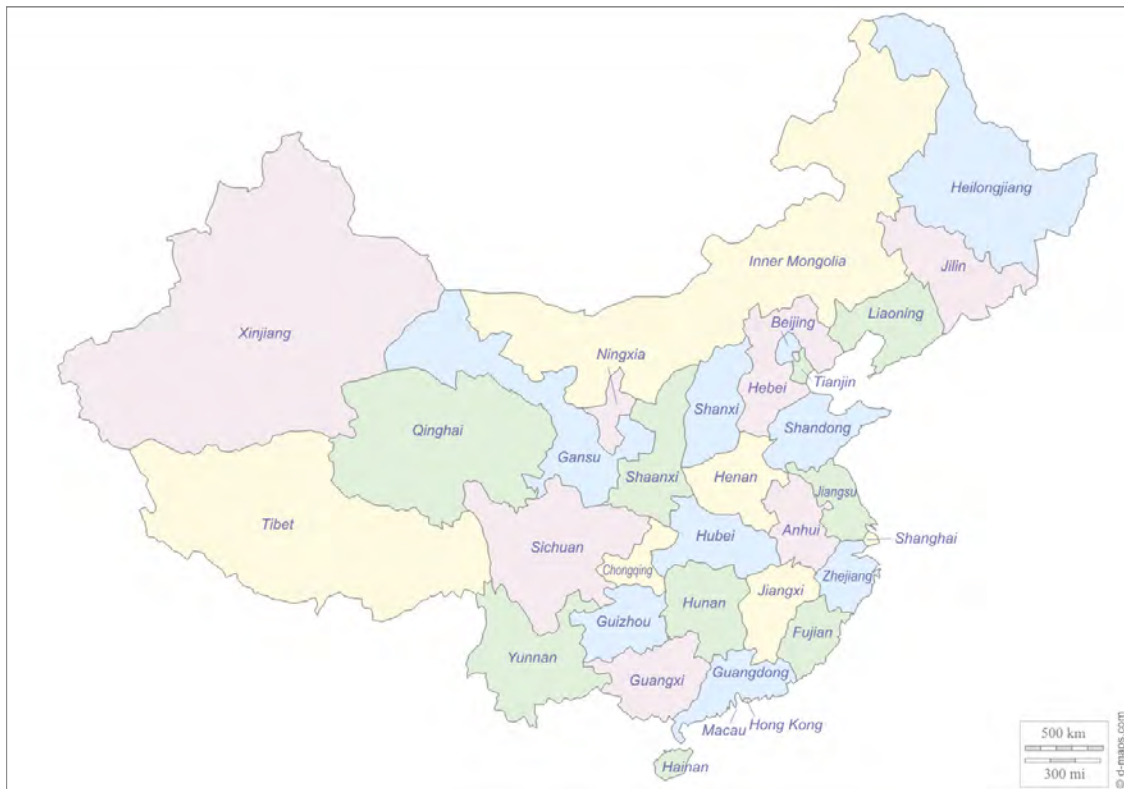 Heilongjiang
Inner Mongolia
Jilin
Liaoning
Beijing
Xinjiang
Ningxia
Tianjin
Hebei
Shanxi
Shandong
Qinghai
Gansu
Shaanxi
Henan
Jiangsu
Tibet
Sichuan
Hubei
Anhui
Shanghai
Chongqing
Zhejiang
Jiangxi
Hunan
Guizhou
Fujian
Yunnan
Guangxi
Guangdong
Macau
Hong Kong
Hainan
500 km
300 mi
© d-maps.com